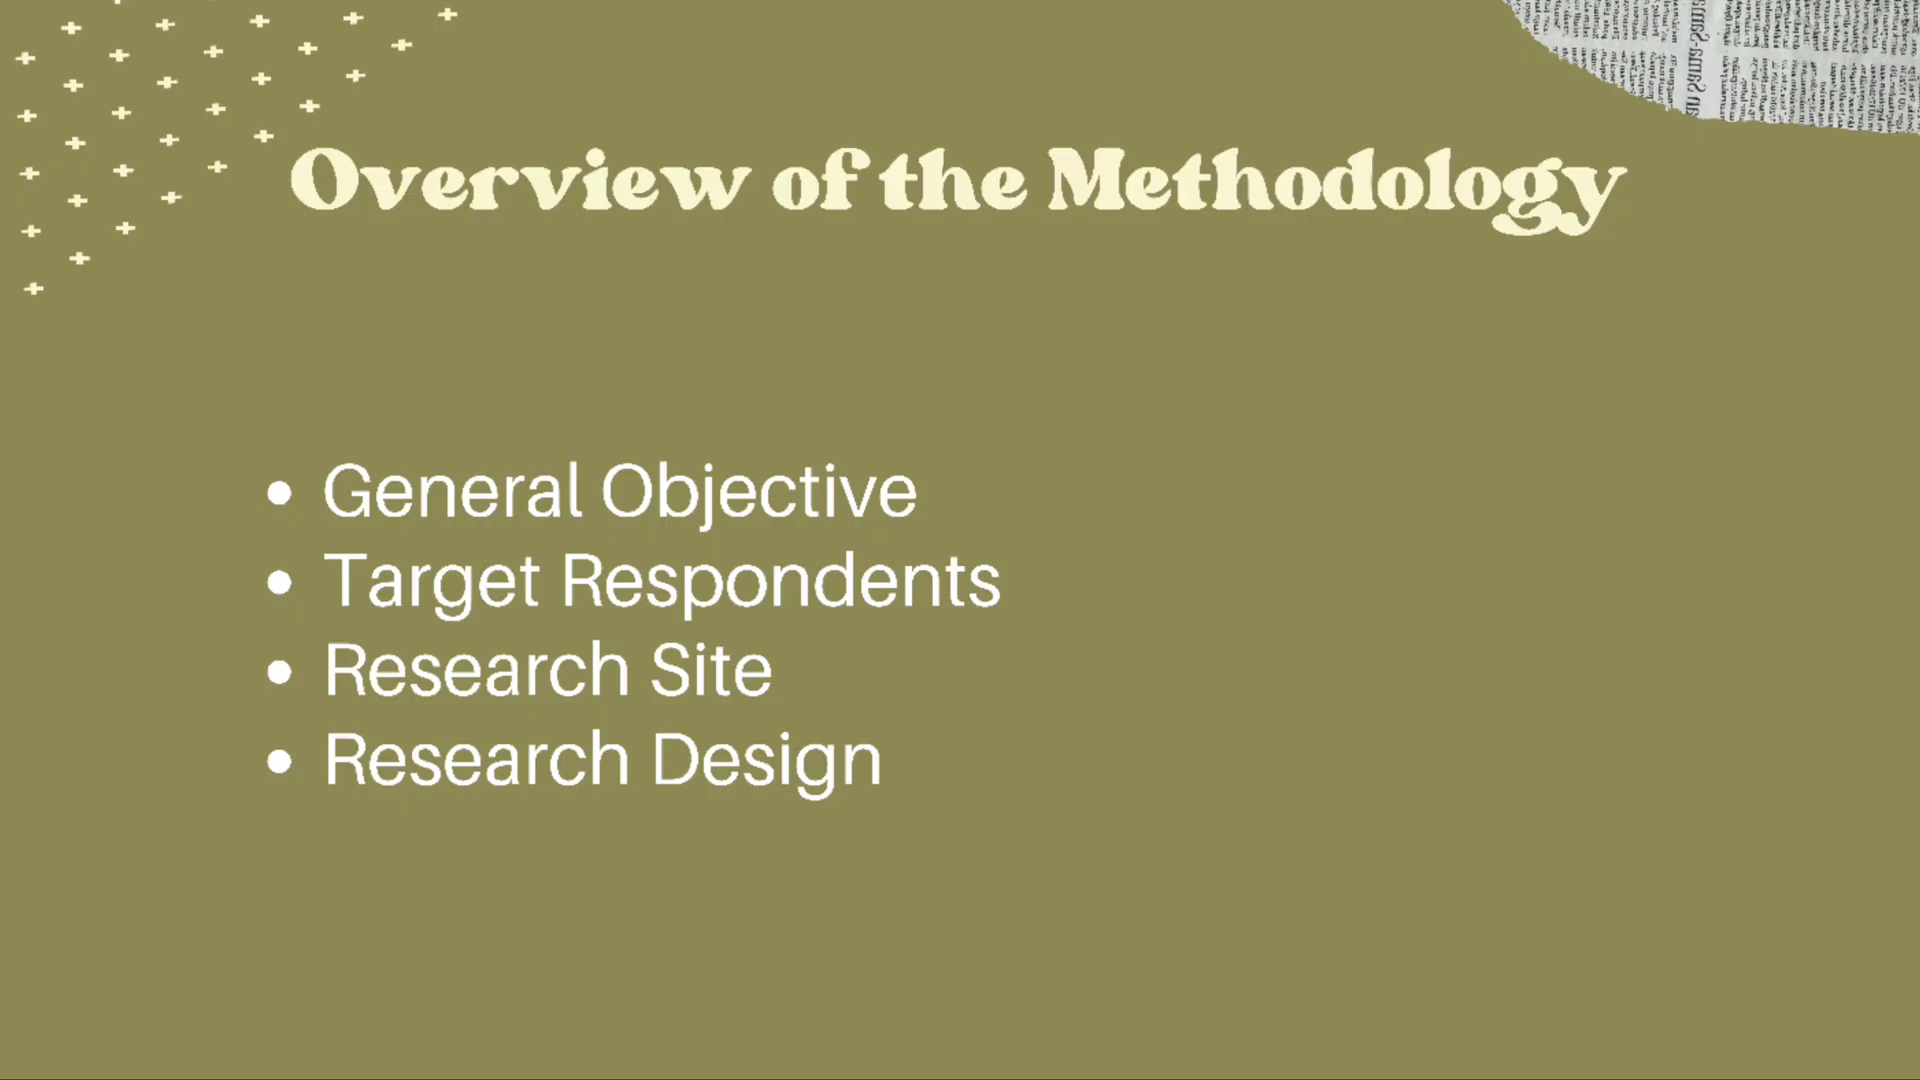 Overview of the Methodology
• General Objective
• Target Respondents
• Research Site
• Research Design